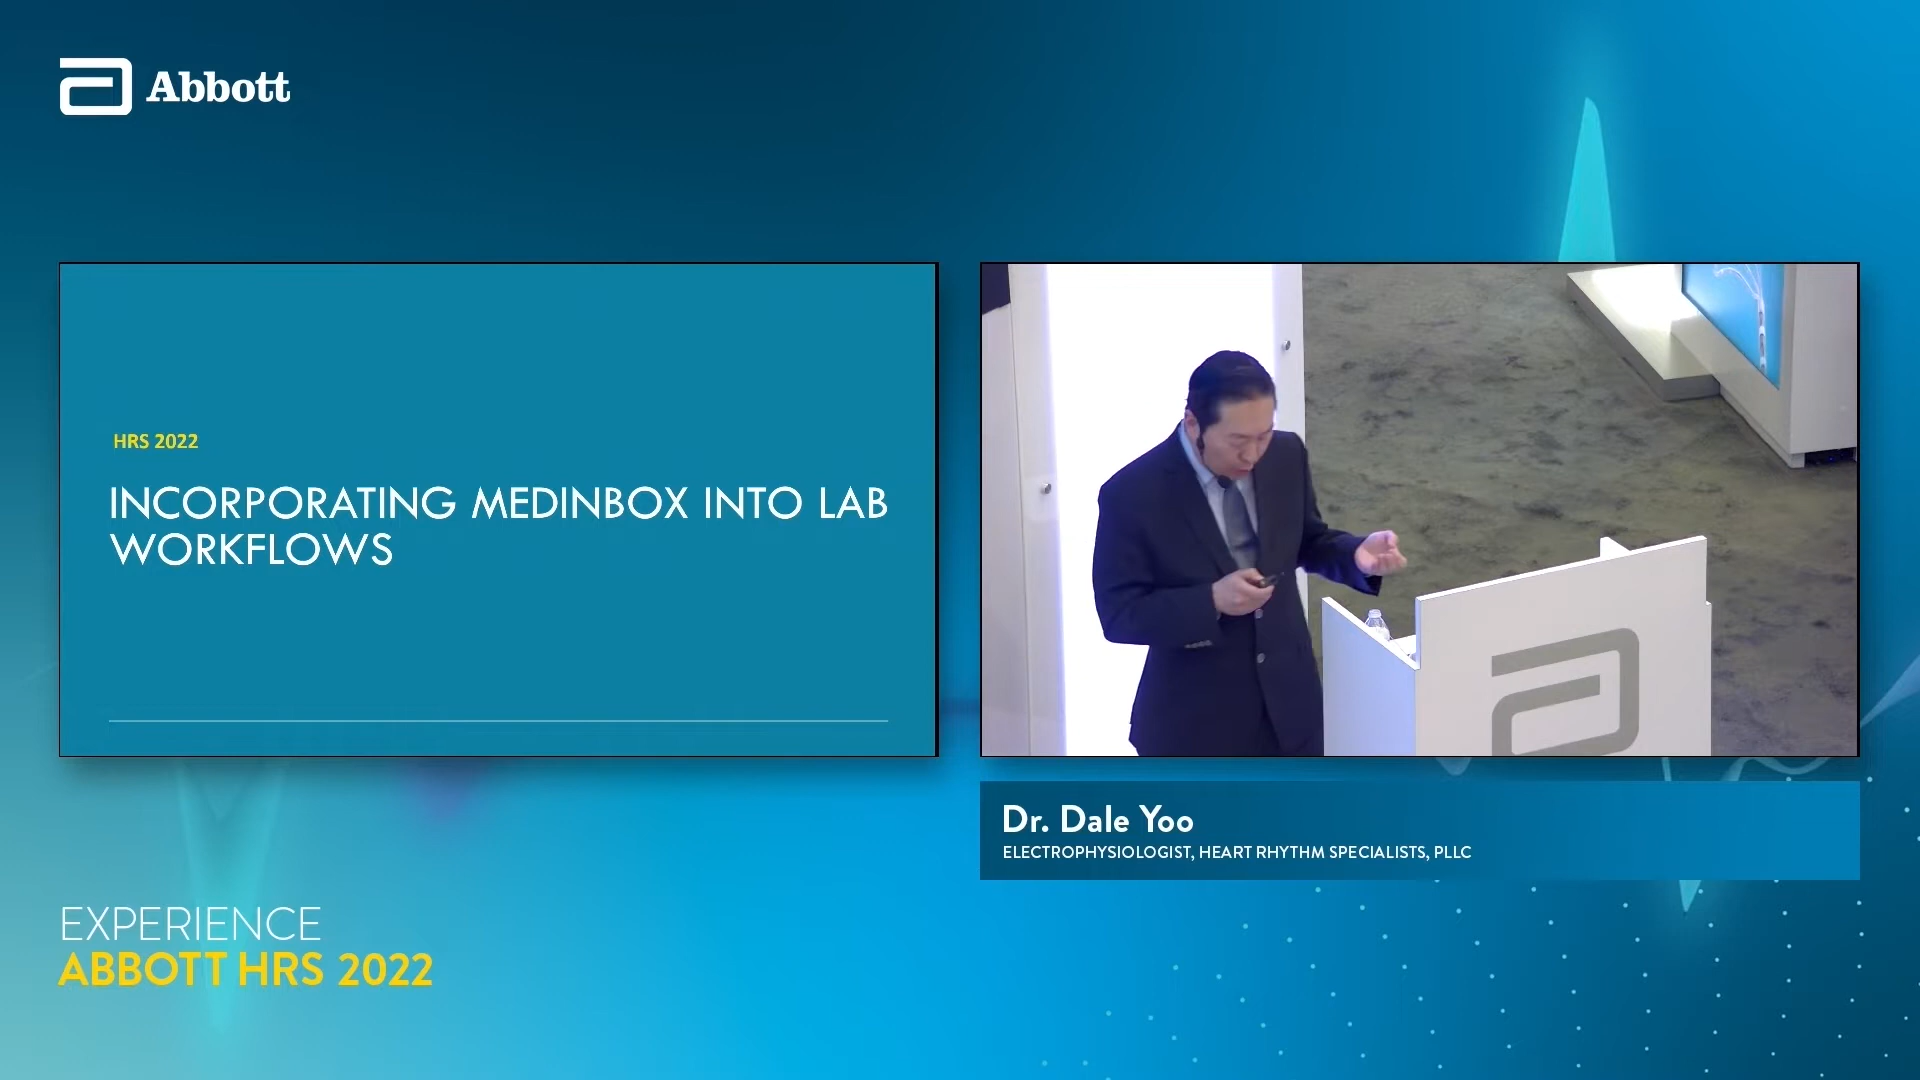 Abbott
HRS 2022
INCORPORATING MEDINBOX INTO LAB
WORKFLOWS
Dr. Dale Yoo
ELECTROPHYSIOLOGIST, HEART RHYTHM SPECIALISTS, PLLC
EXPERIENCE
ABBOTT HRS 2022